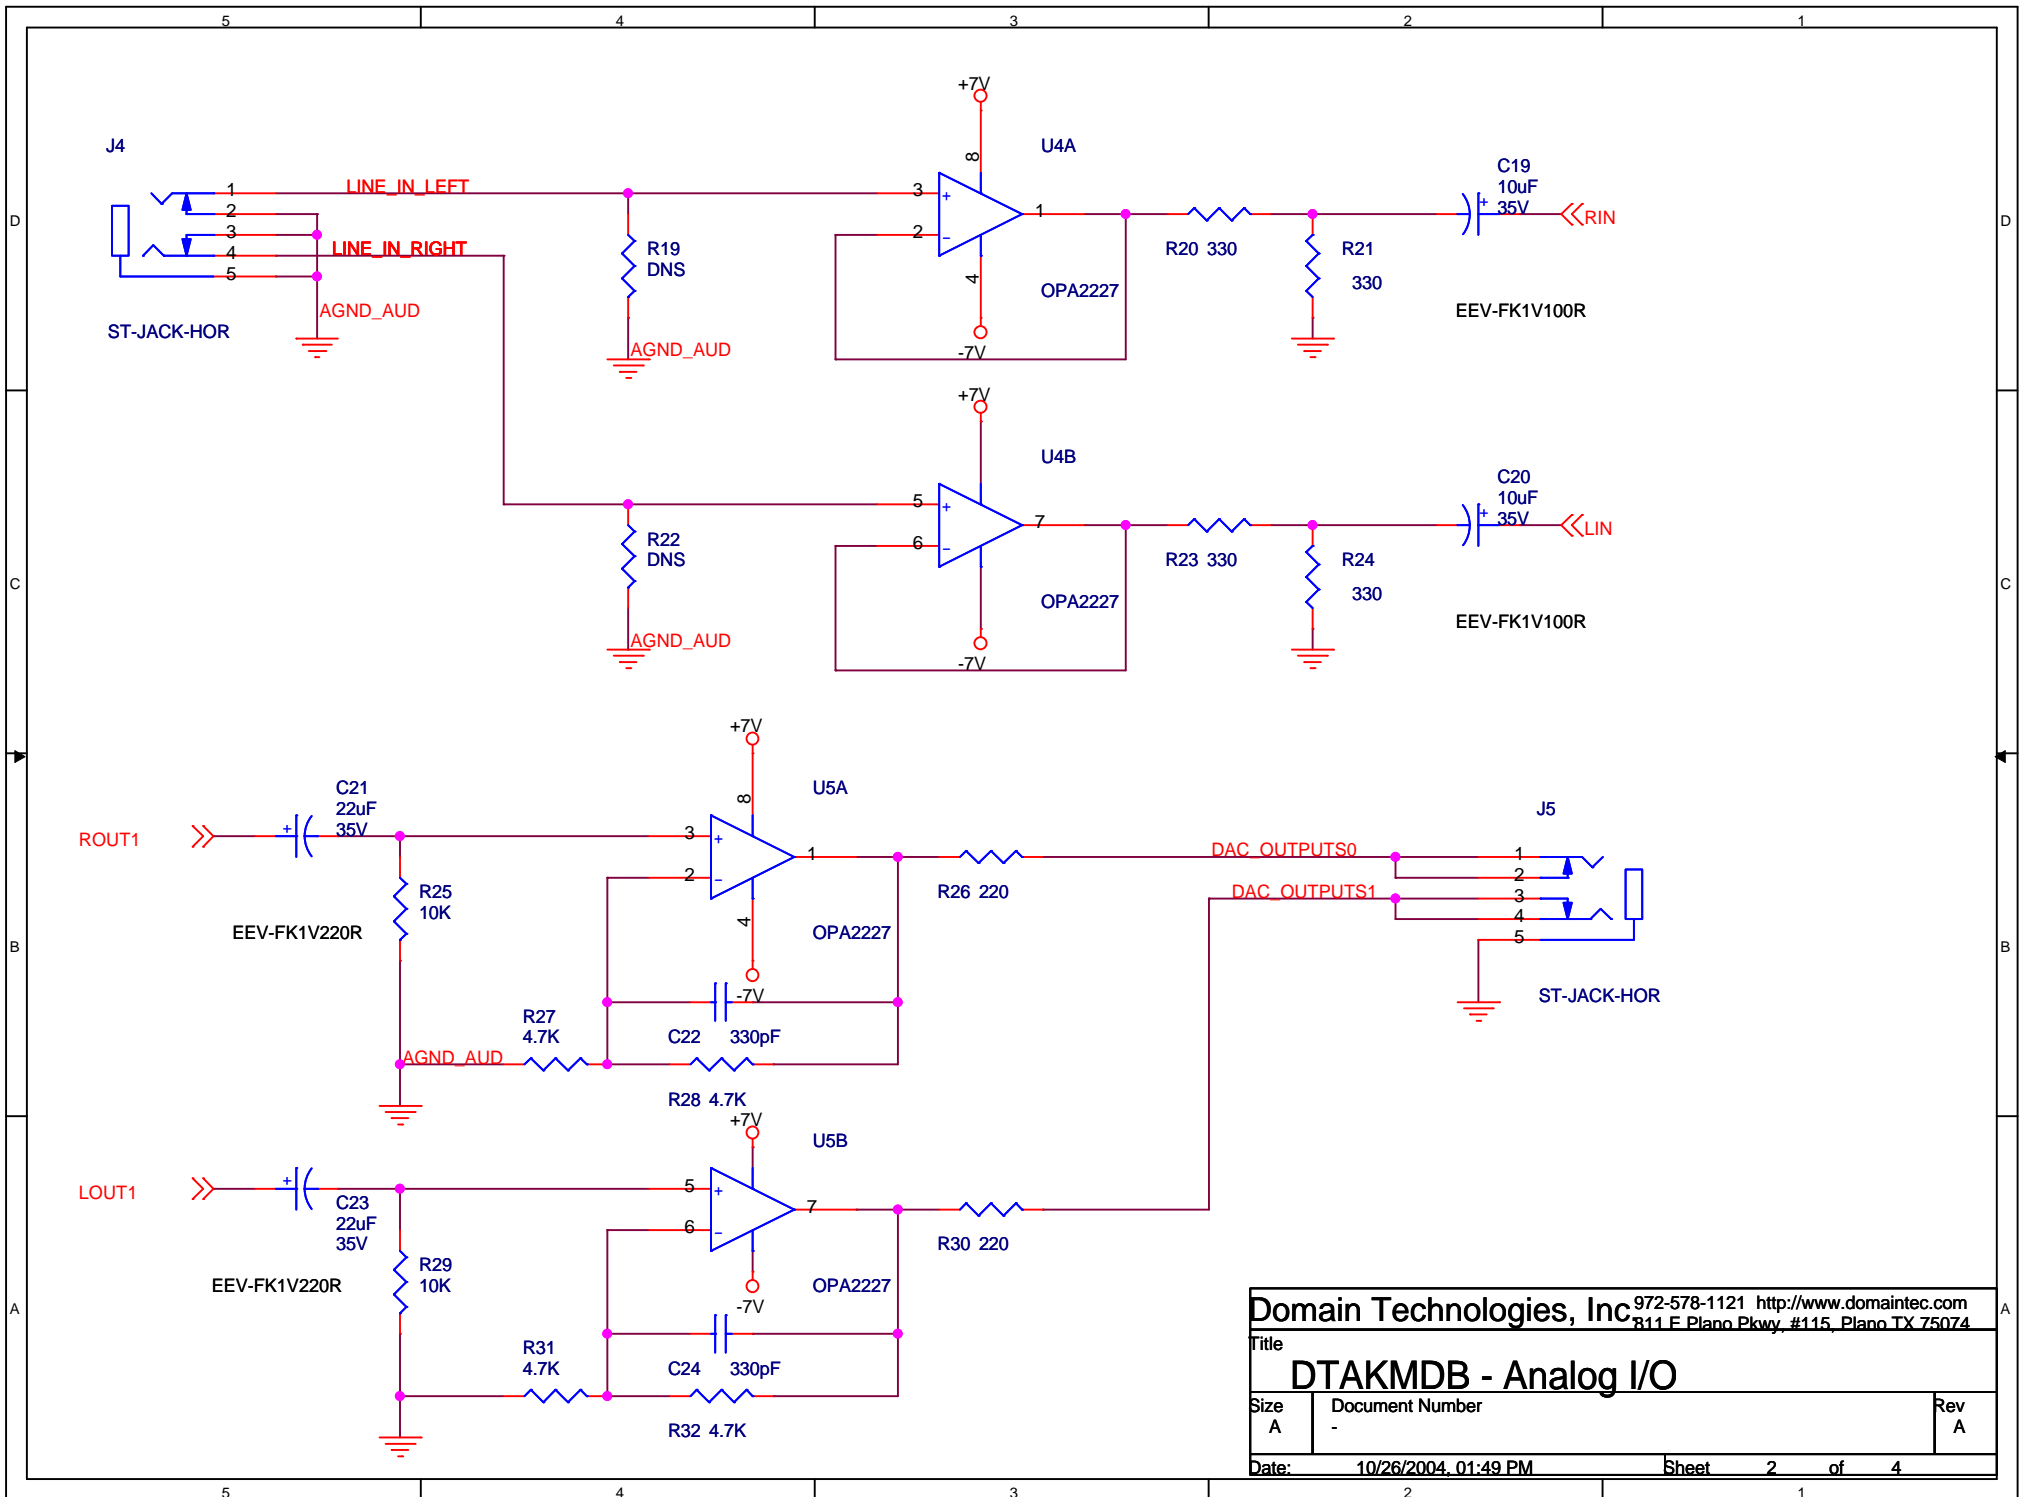 5 4 3 2 1
D D
C C
B B
A A
J4
1
2
3
4
5
LINE_IN_LEFT
LINE_IN_RIGHT
AGND_AUD
ST-JACK-HOR
R19
DNS
AGND_AUD
+7V
8
U4A
3
+
2
-
1
4
OPA2227
-7V
R20 330
R21
330
C19
10uF
35V
+
RIN
EEV-FK1V100R
R22
DNS
AGND_AUD
+7V
U4B
5
+
6
-
7
OPA2227
-7V
R23 330
R24
330
C20
10uF
35V
+
LIN
EEV-FK1V100R
ROUT1
C21
22uF
35V
+
EEV-FK1V220R
R25
10K
+7V
8
U5A
3
+
2
-
1
4
OPA2227
-7V
R26 220
R27
4.7K
C22 330pF
AGND_AUD
R28 4.7K
DAC_OUTPUTS0
DAC_OUTPUTS1
J5
1
2
3
4
5
ST-JACK-HOR
LOUT1
+
C23
22uF
35V
EEV-FK1V220R
R29
10K
+7V
U5B
5
+
6
-
7
OPA2227
-7V
R30 220
R31
4.7K
C24 330pF
R32 4.7K
Domain Technologies, Inc.
972-578-1121 http://www.domaintec.com
811 E Plano Pkwy, #115, Plano TX 75074
Title
DTAKMDB - Analog I/O
Size
A
Document Number
-
Rev
A
Date: 10/26/2004, 01:49 PM Sheet 2 of 4
5 4 3 2 1